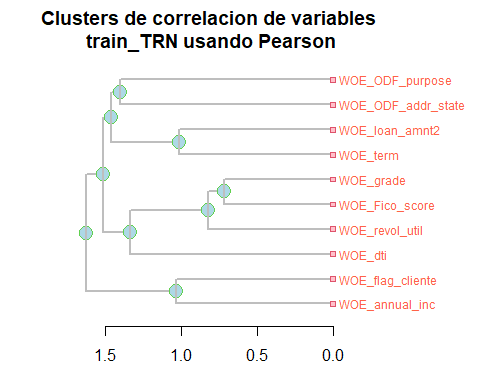 Clusters de correlacion de variables
train_TRN usando Pearson
WOE_ODF_purpose
WOE_ODF_addr_state
WOE_loan_amnt2
WOE_term
WOE_grade
WOE_Fico_score
WOE_revol_util
WOE_dti
WOE_flag_cliente
WOE_annual_inc
1.5 1.0 0.5 0.0